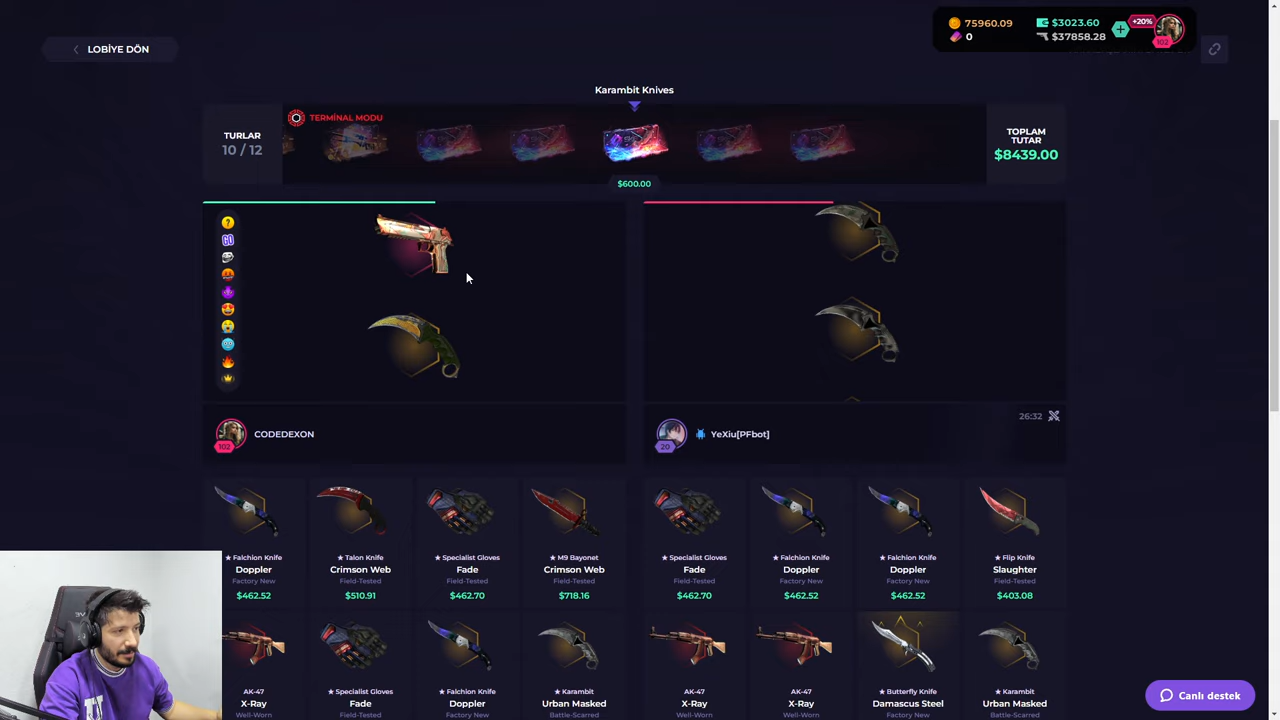 LOBİYE DÖN
75960.09
0
$3023.60
$37858.28
+20%
102
Karambit Knives
TURLAR
10 / 12
TERMİNAL MODU
$600.00
TOPLAM
TUTAR
$8439.00
GG
102
CODEDEXON
20
YeXiu[PFbot]
26:32
★ Falchion Knife
Doppler
Factory New
$462.52
★ Talon Knife
Crimson Web
Field-Tested
$510.91
★ Specialist Gloves
Fade
Field-Tested
$462.70
★ M9 Bayonet
Crimson Web
Field-Tested
$718.16
★ Specialist Gloves
Fade
Field-Tested
$462.70
★ Falchion Knife
Doppler
Factory New
$462.52
★ Falchion Knife
Doppler
Factory New
$462.52
★ Flip Knife
Slaughter
Field-Tested
$403.08
AK-47
X-Ray
Well-Worn
★ Specialist Gloves
Fade
Field-Tested
★ Falchion Knife
Doppler
Factory New
★ Karambit
Urban Masked
Battle-Scarred
AK-47
X-Ray
Well-Worn
AK-47
X-Ray
Well-Worn
★ Butterfly Knife
Damascus Steel
Factory New
★ Karambit
Urban Masked
Battle-Scarred
Canlı destek